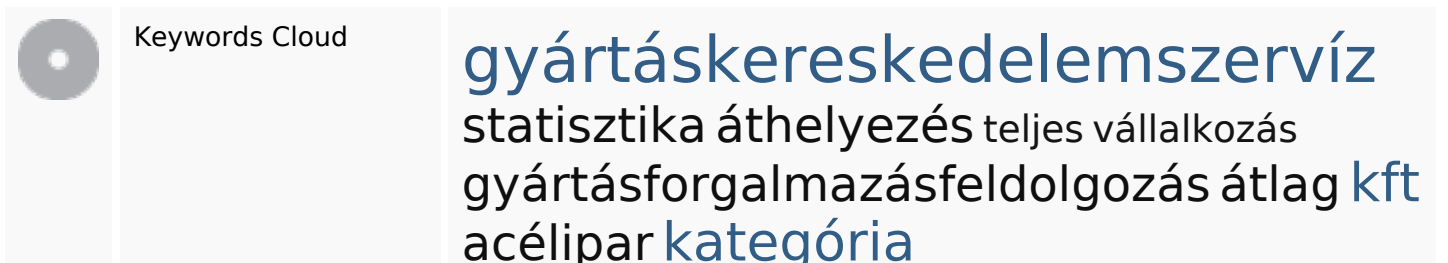 Keywords Cloud
gyártáskereskedelemszervíz
statisztika áthelyezés teljes vállalkozás
gyártásforgalmazásfeldolgozás átlag kft
acélipar kategória